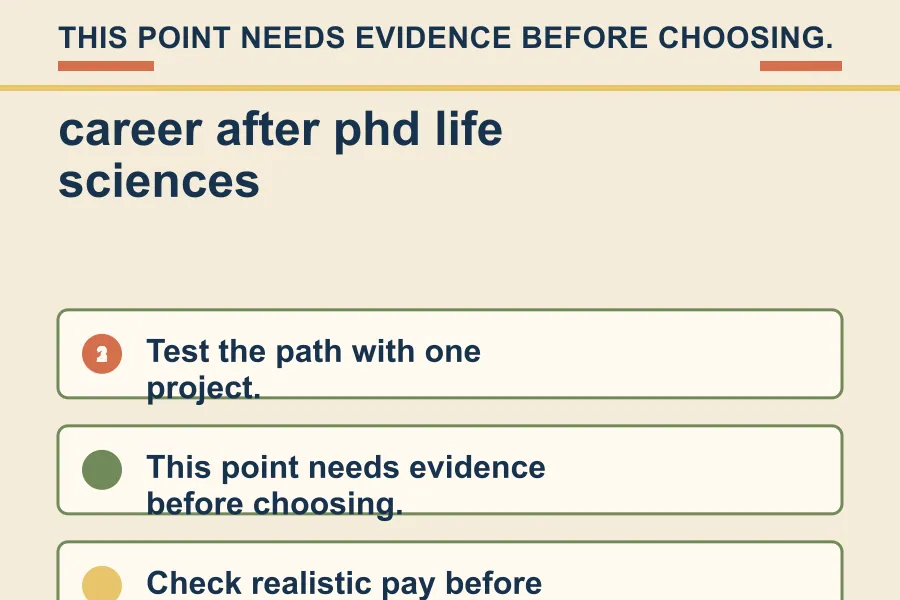 THIS POINT NEEDS EVIDENCE BEFORE CHOOSING.
career after phd life
sciences
Test the path with one
project.
This point needs evidence
before choosing.
Check realistic pay before